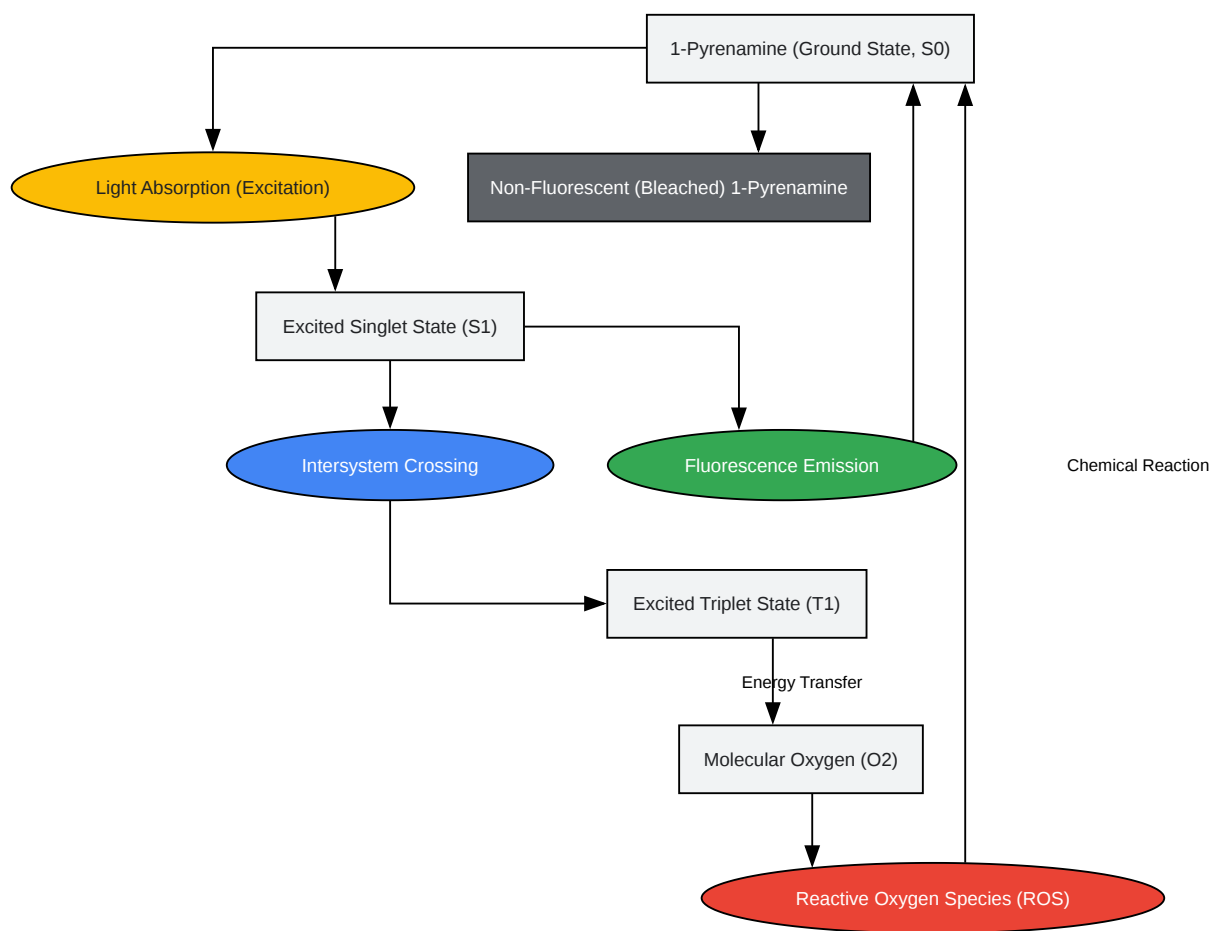 1-Pyrenamine (Ground State, S0)
Light Absorption (Excitation)
Non-Fluorescent (Bleached) 1-Pyrenamine
Excited Singlet State (S1)
Intersystem Crossing
Fluorescence Emission
Chemical Reaction
Excited Triplet State (T1)
Energy Transfer
Molecular Oxygen (O2)
Reactive Oxygen Species (ROS)